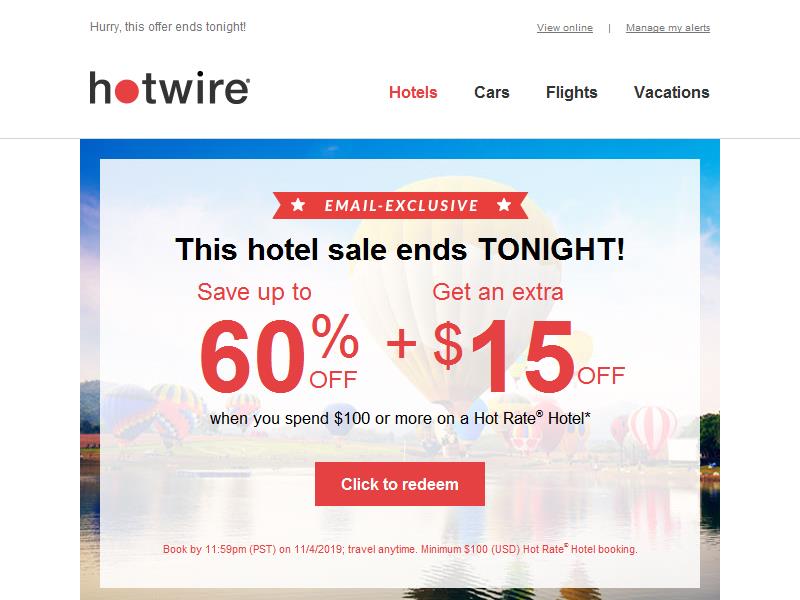 Hurry, this offer ends tonight!
View online | Manage my alerts
hotwire®
Hotels Cars Flights Vacations
EMAIL-EXCLUSIVE
This hotel sale ends TONIGHT!
Save up to Get an extra
60% OFF + $15 OFF
when you spend $100 or more on a Hot Rate® Hotel*
Click to redeem
Book by 11:59pm (PST) on 11/4/2019; travel anytime. Minimum $100 (USD) Hot Rate® Hotel booking.